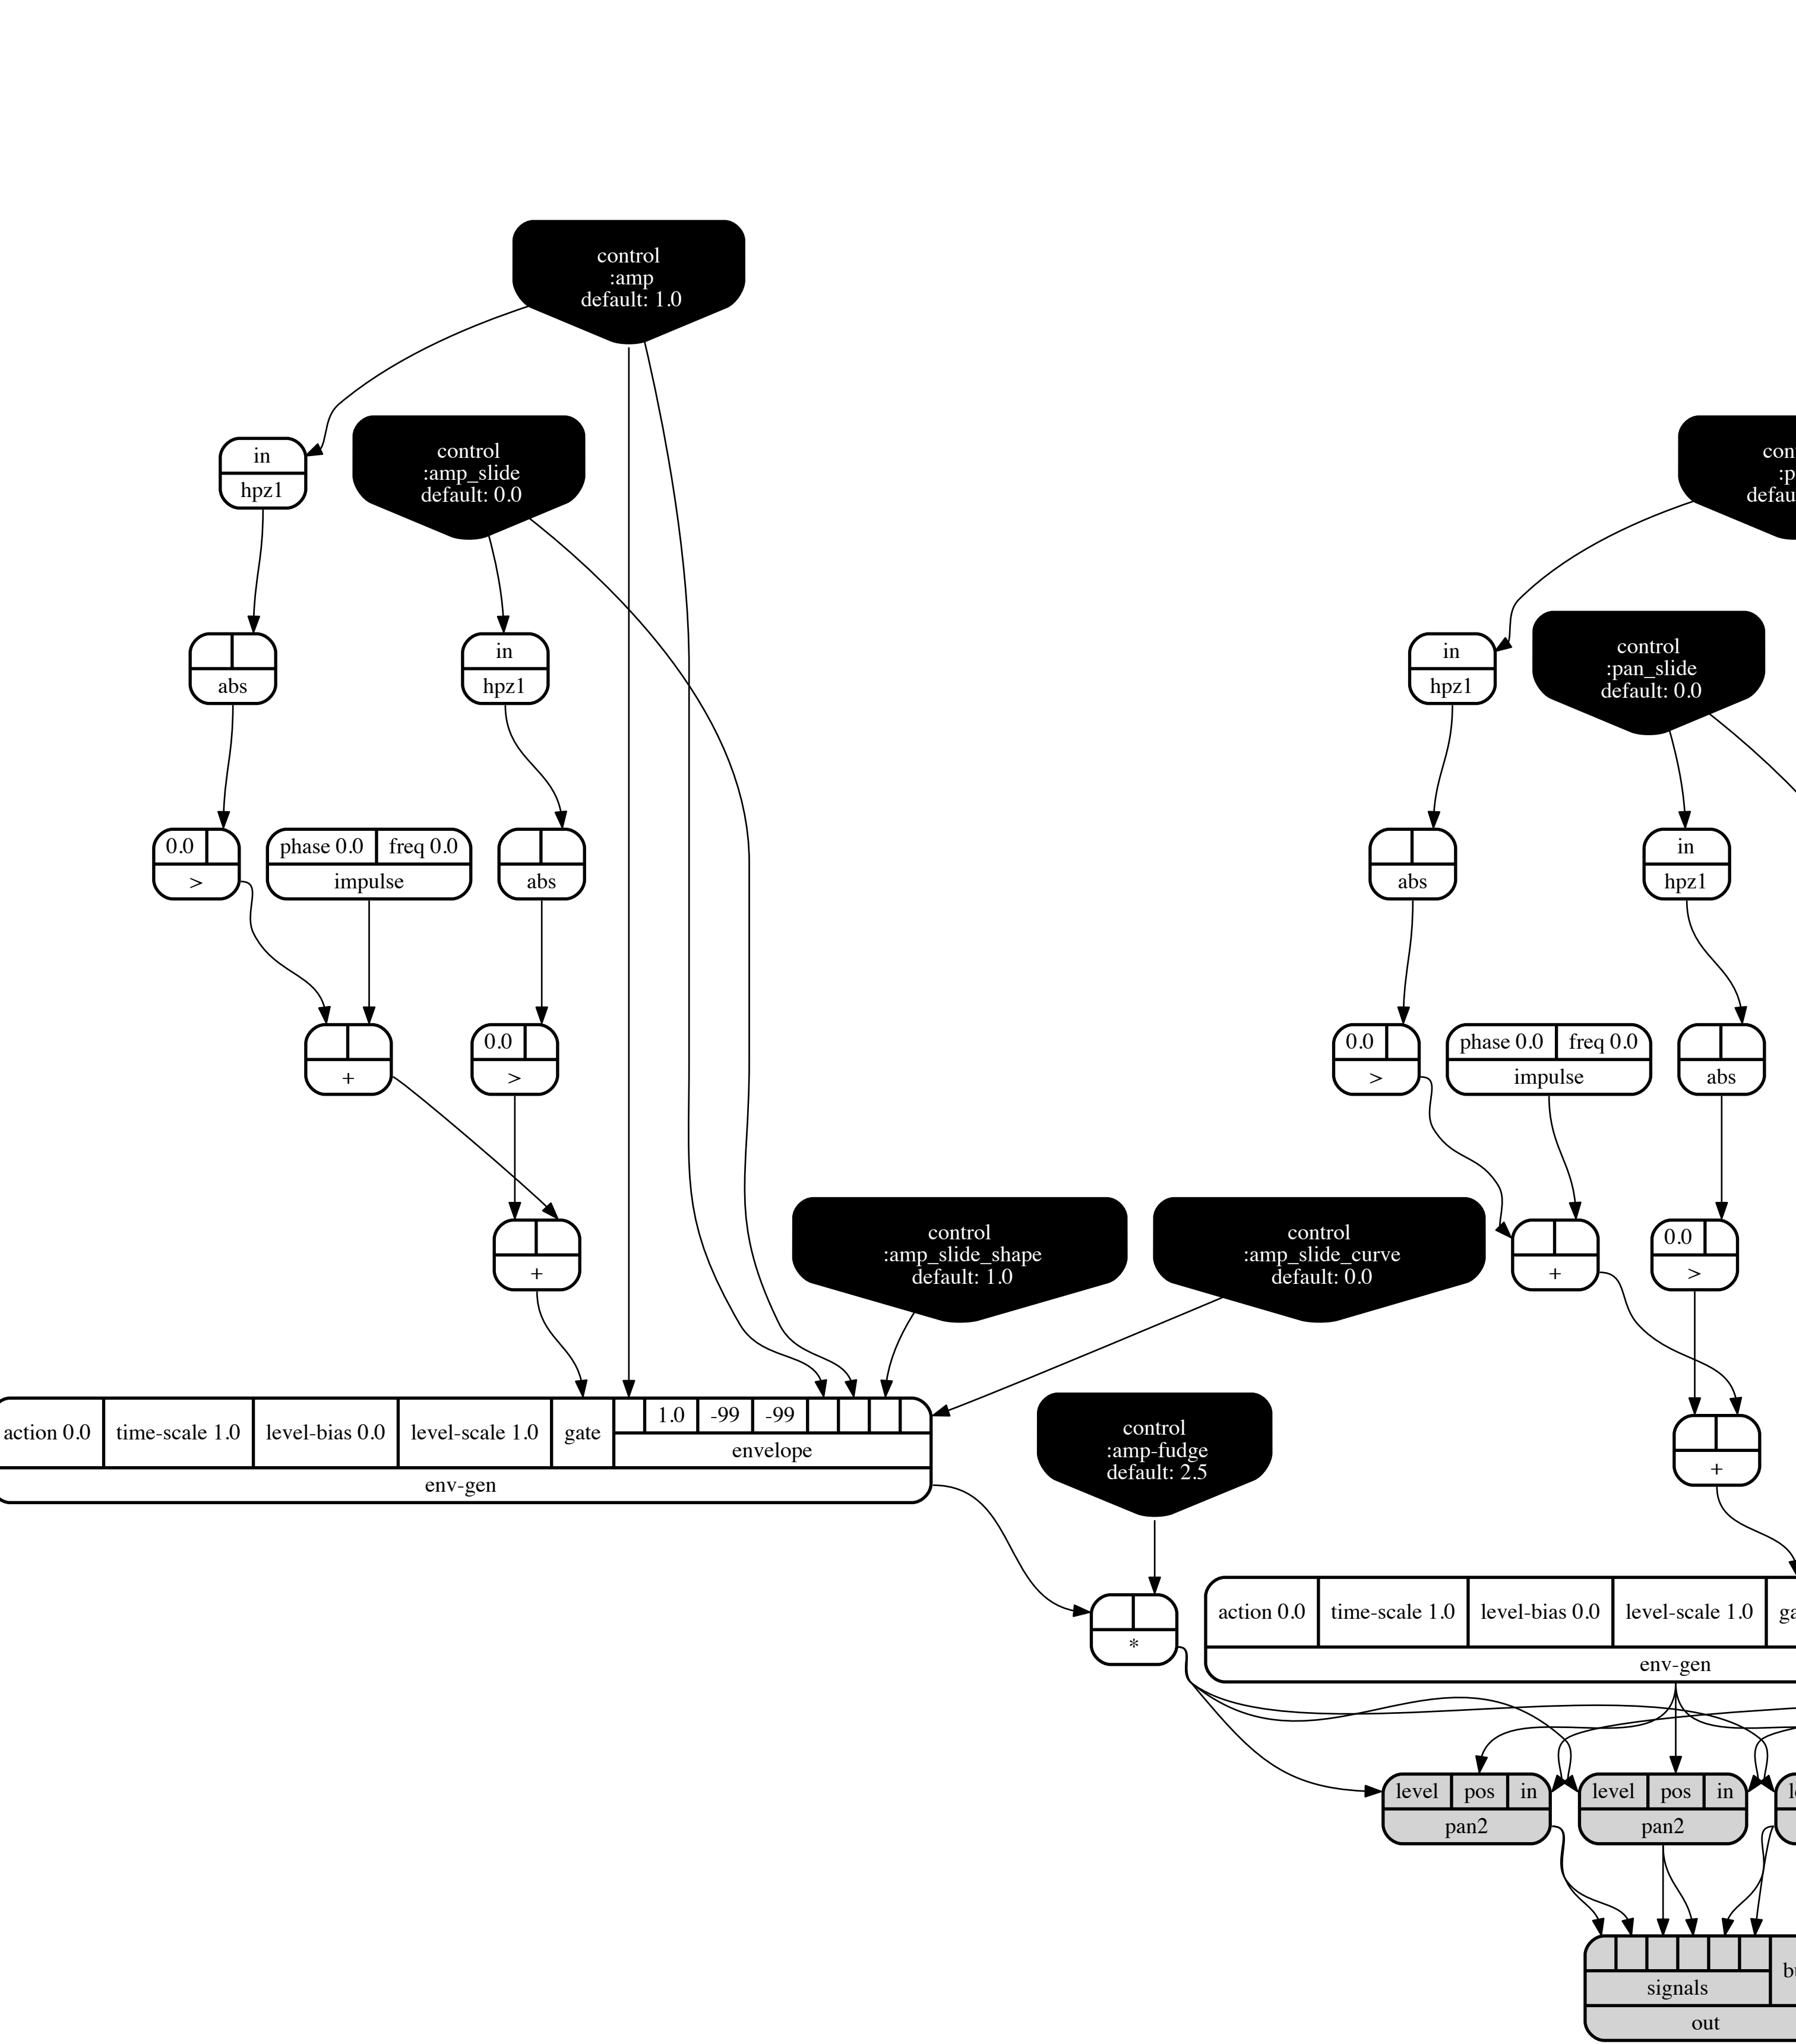 control
:amp
default: 1.0
in
hpz1
control
:amp_slide
default: 0.0
abs
in
hpz1
0.0
>
phase 0.0 freq 0.0
impulse
abs
+
0.0
>
+
control
:amp_slide_shape
default: 1.0
control
:amp_slide_curve
default: 0.0
action 0.0 time-scale 1.0 level-bias 0.0 level-scale 1.0 gate 1.0 -99 -99
envelope
env-gen
control
:amp-fudge
default: 2.5
*
in
hpz1
control
:pan_slide
default: 0.0
abs
in
hpz1
0.0
>
phase 0.0 freq 0.0
impulse
abs
+
0.0
>
+
action 0.0 time-scale 1.0 level-bias 0.0 level-scale 1.0
env-gen
level pos in
pan2
level pos in
pan2
signals
out